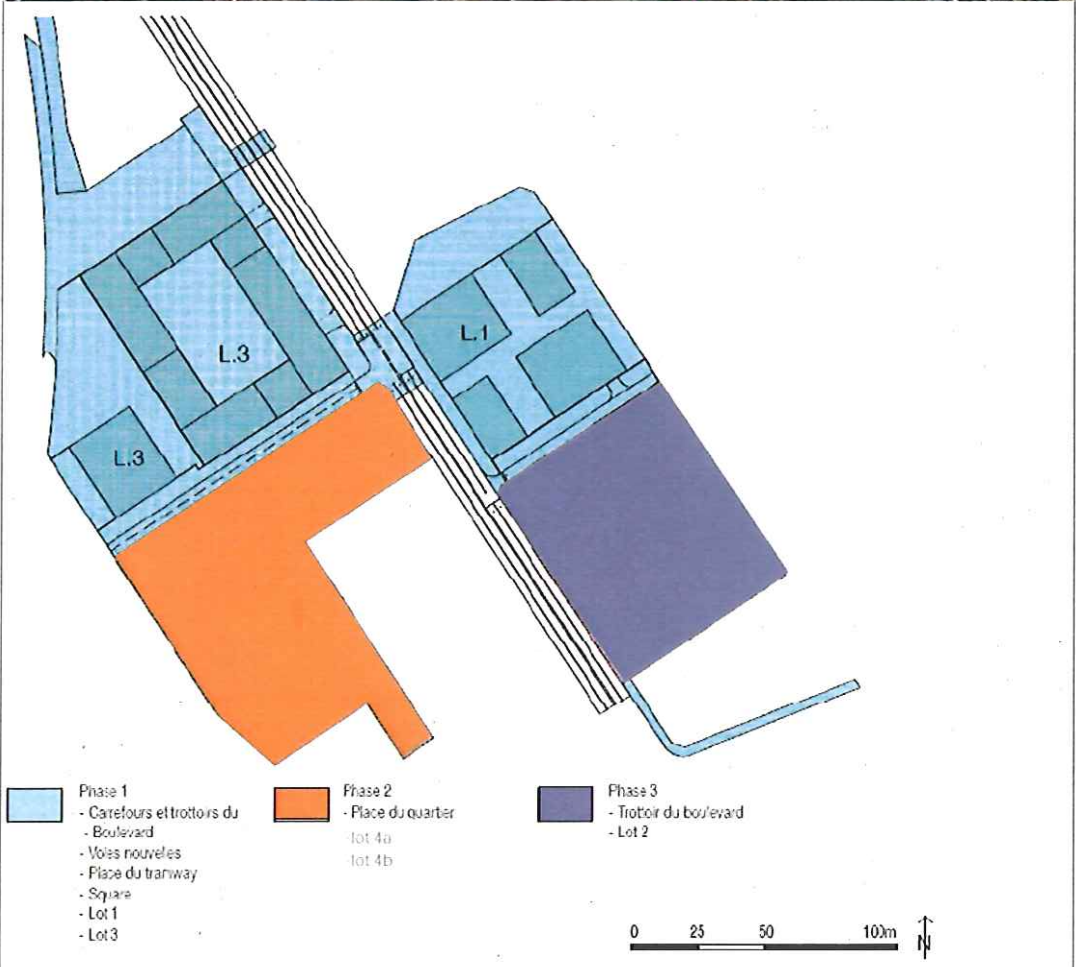 L.3
L.1
L.3
Phase 1
- Carrefours et trottoirs du
- Boulevard
- Voies nouvelles
- Place du tramway
- Square
- Lot 1
- Lot 3
Phase 2
- Place du quartier
-lot 4a
-lot 4b
Phase 3
- Trottoir du boulevard
- Lot 2
0 25 50 100m
N